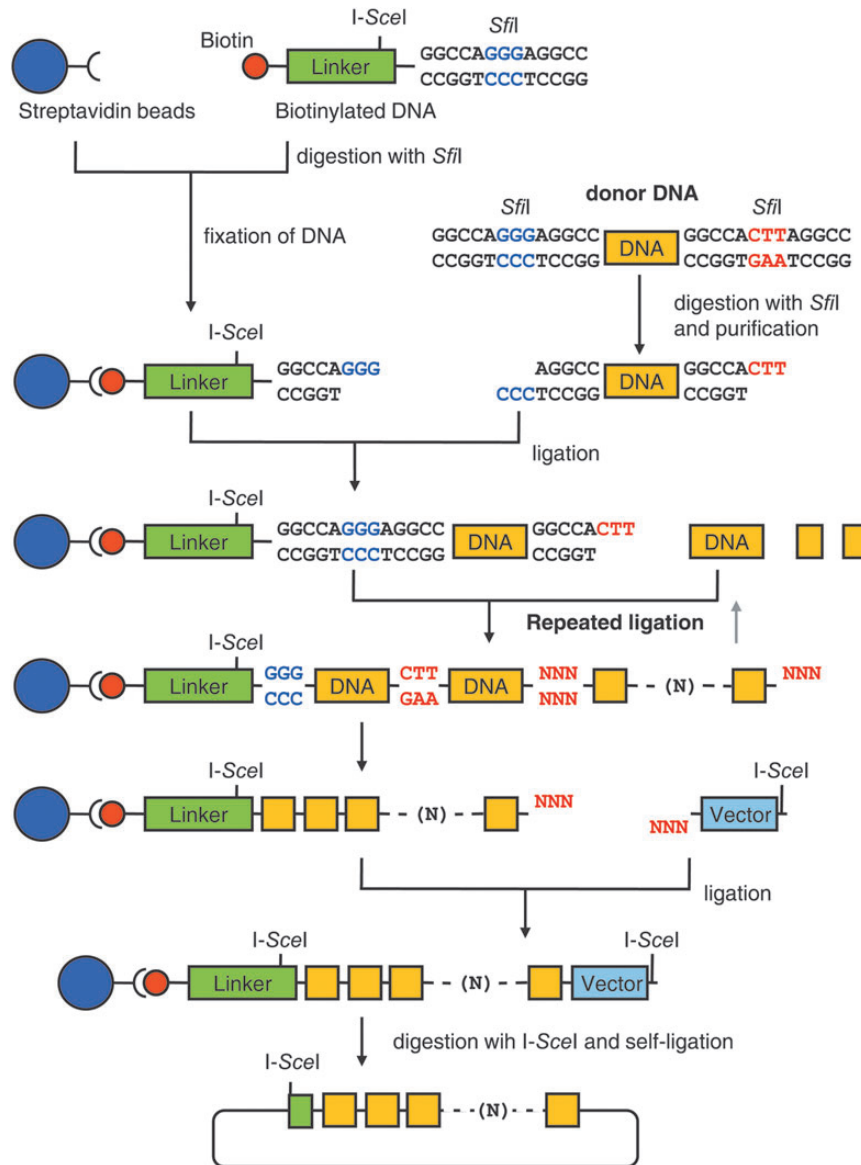 I-SceI
SfiI
Biotin
GGCCAGGGAGGCC
Linker
CCGGTCCCTCCGG
Streptavidin beads
Biotinylated DNA
digestion with SfiI
donor DNA
SfiI
SfiI
fixation of DNA
GGCCAGGGAGGCC
GGCCACTTAGGCC
DNA
CCGGTCCCTCCGG
CCGGTGAATCCGG
digestion with SfiI
and purification
I-SceI
GGCCAGGG
AGGCC
GGCCACTT
Linker
DNA
CCGGT
CCCTCCGG
CCGGT
ligation
I-SceI
GGCCAGGGAGGCC
GGCCACTT
Linker
DNA
DNA
CCGGTCCCTCCGG
CCGGT
Repeated ligation
I-SceI
GGG
CTT
NNN
NNN
Linker
DNA
DNA
(N)
CCC
GAA
NNN
I-SceI
I-SceI
NNN
Linker
(N)
NNN
Vector
ligation
I-SceI
I-SceI
Linker
(N)
Vector
digestion wih I-SceI and self-ligation
I-SceI
(N)